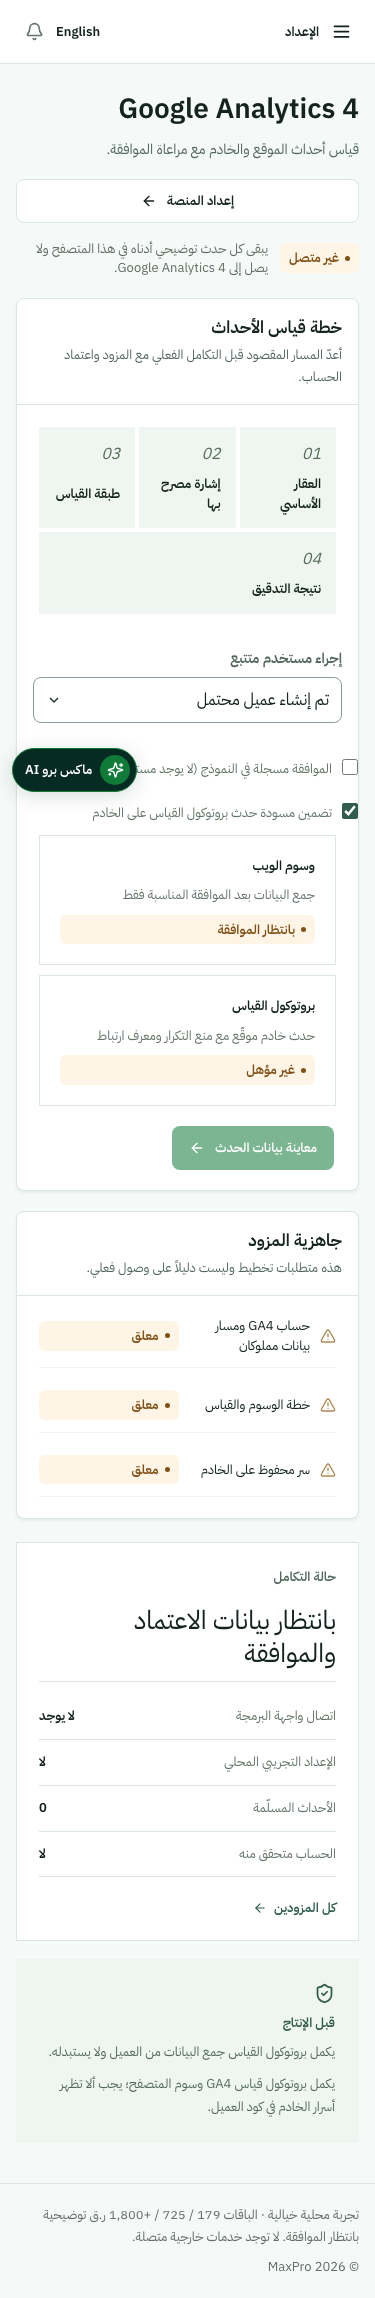 الإعداد
English
Google Analytics 4
قياس أحداث الموقع والخادم مع مراعاة الموافقة.
إعداد المنصة
غير متصل
يبقى كل حدث توضيحي أدناه في هذا المتصفح ولا
يصل إلى Google Analytics 4.
خطة قياس الأحداث
أعدّ المسار المقصود قبل التكامل الفعلي مع المزود واعتماد
الحساب.
01
العقار
الأساسي
02
إشارة مصرح
بها
03
طبقة القياس
04
نتيجة التدقيق
إجراء مستخدم متتبع
تم إنشاء عميل محتمل
الموافقة مسجلة في النموذج (لا يوجد
ماكس برو AI
تضمين مسودة حدث بروتوكول القياس على الخادم
وسوم الويب
جمع البيانات بعد الموافقة المناسبة فقط
بانتظار الموافقة
بروتوكول القياس
حدث خادم موقّع مع منع التكرار ومعرف ارتباط
غير مؤهل
معاينة بيانات الحدث
جاهزية المزود
هذه متطلبات تخطيط وليست دليلاً على وصول فعلي.
حساب GA4 ومسار
بيانات مملوكان
معلق
خطة الوسوم والقياس
معلق
سر محفوظ على الخادم
معلق
حالة التكامل
بانتظار بيانات الاعتماد
والموافقة
اتصال واجهة البرمجة
لا يوجد
الإعداد التجريبي المحلي
لا
الأحداث المسلّمة
0
الحساب متحقق منه
لا
كل المزودين
قبل الإنتاج
يكمل بروتوكول القياس جمع البيانات من العميل ولا يستبدله.
يكمل بروتوكول قياس GA4 وسوم المتصفح؛ يجب ألا تظهر
أسرار الخادم في كود العميل.
تجربة محلية خيالية · الباقات 179 / 725 / +1,800 ر.ق توضيحية
بانتظار الموافقة. لا توجد خدمات خارجية متصلة.
© 2026 MaxPro